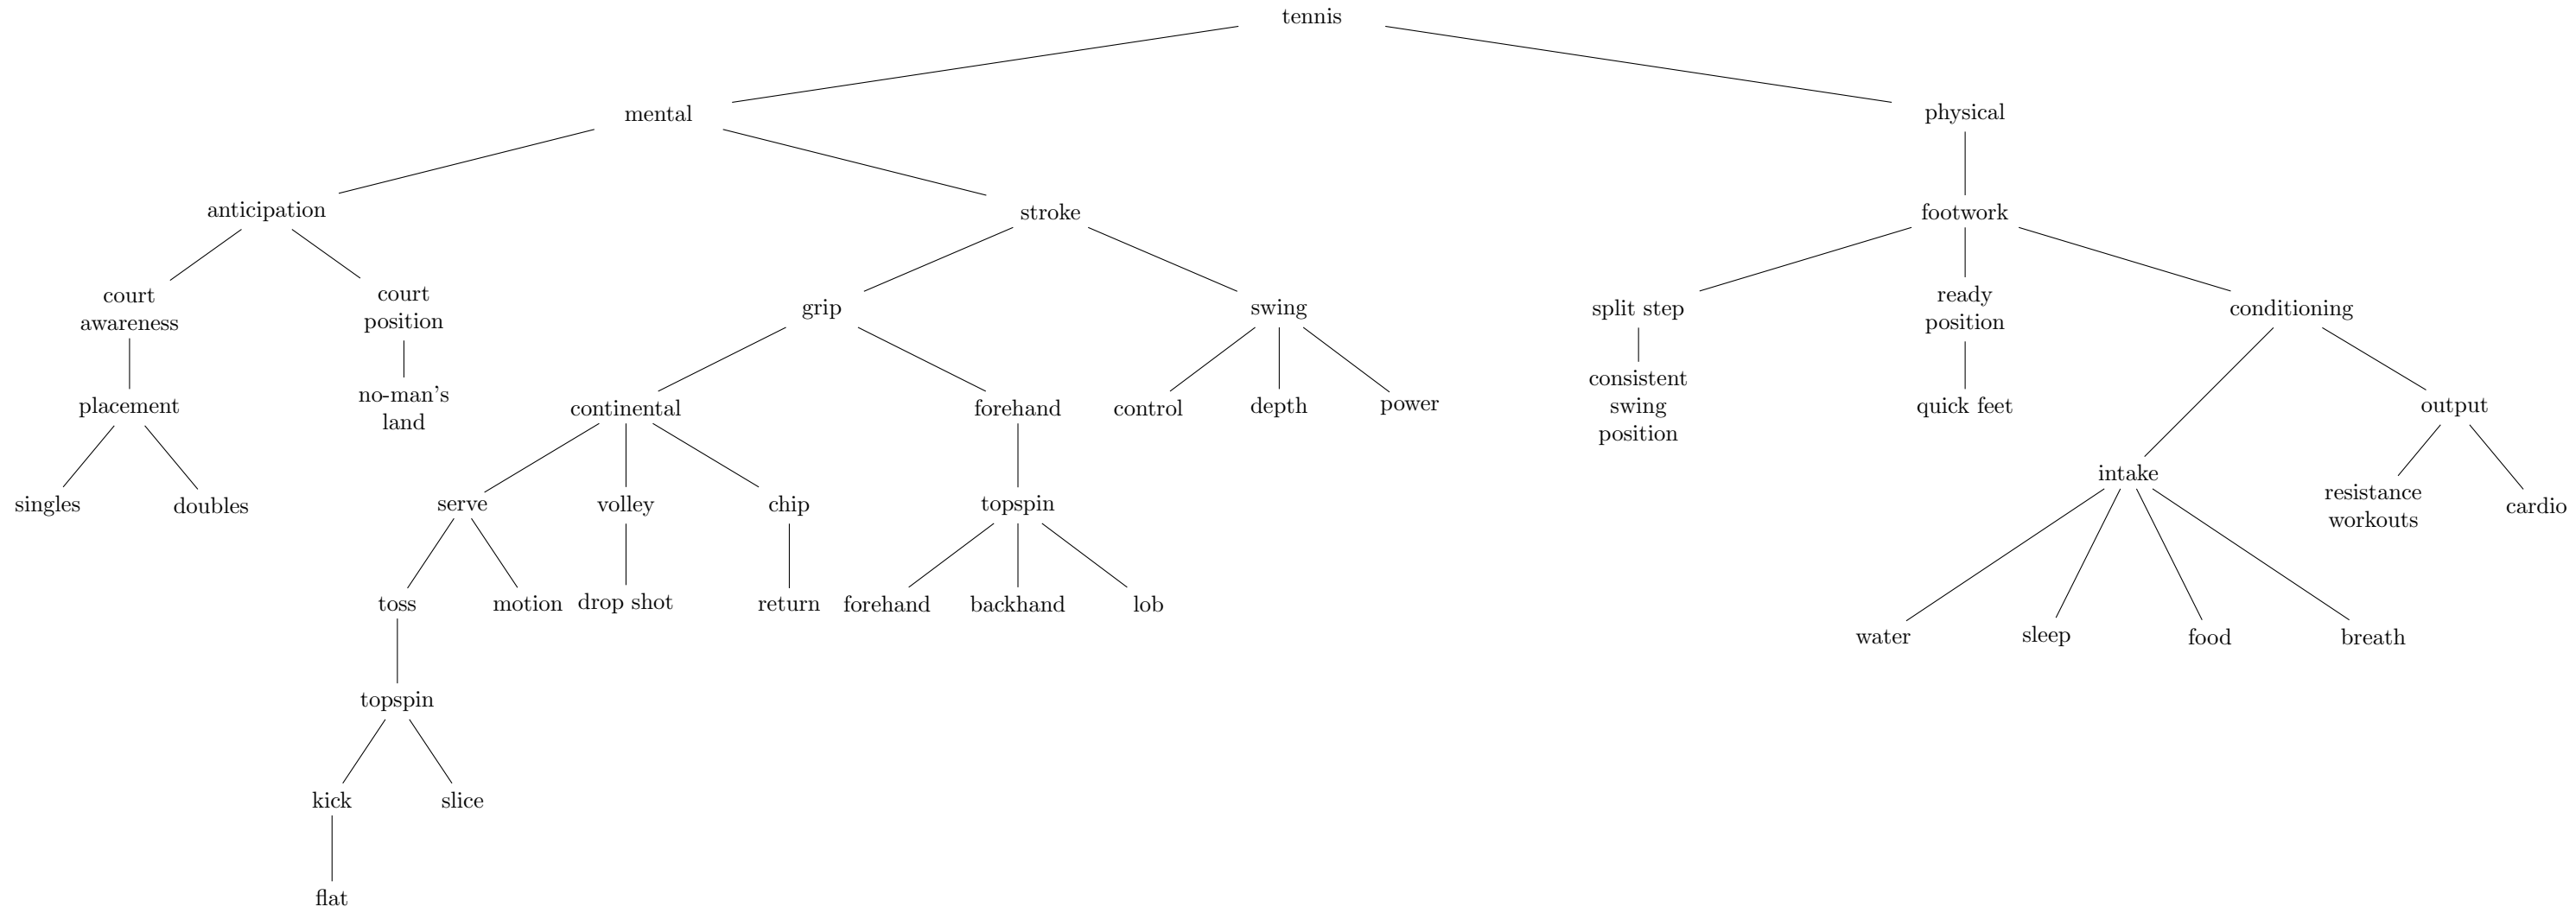 tennis
mental
physical
anticipation
stroke
footwork
court
awareness
court
position
grip
swing
split step
ready
position
conditioning
placement
no-man's
land
continental
forehand
control
depth
power
consistent
swing
position
quick feet
output
singles
doubles
serve
volley
chip
topspin
intake
resistance
workouts
cardio
toss
motion
drop shot
return
forehand
backhand
lob
water
sleep
food
breath
topspin
kick
slice
flat